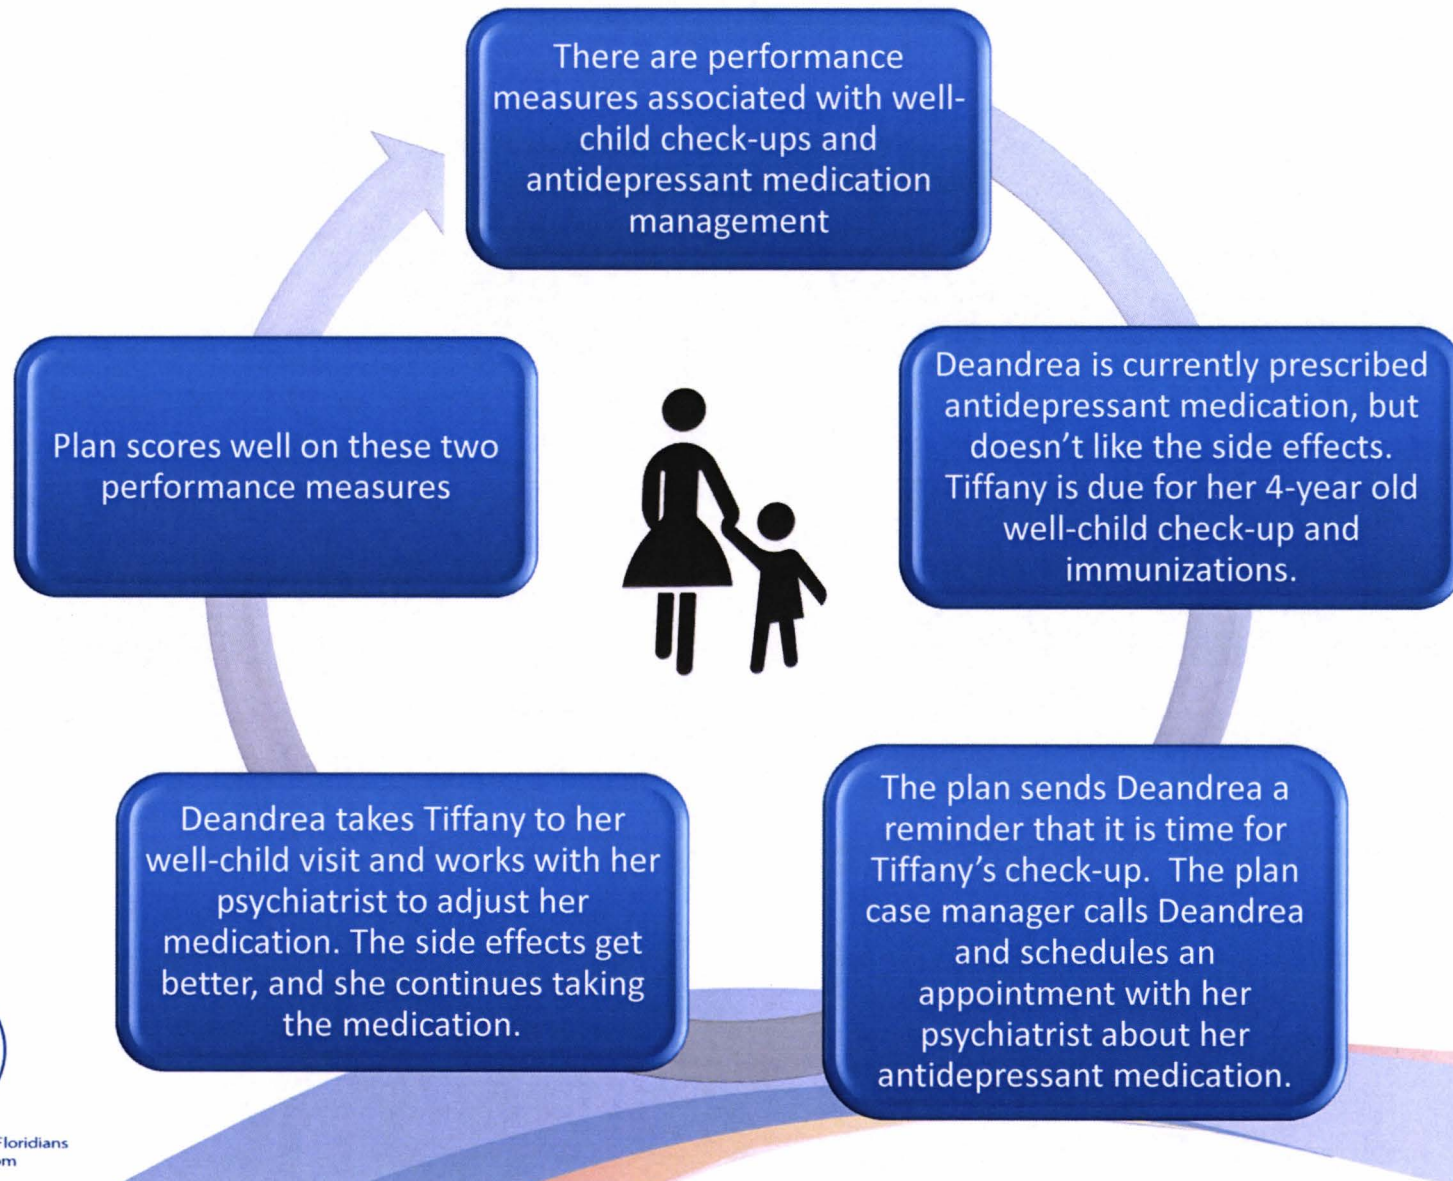 There are performance
measures associated with well-
child check-ups and
antidepressant medication
management
Deandrea is currently prescribed
antidepressant medication, but
doesn't like the side effects.
Tiffany is due for her 4-year old
well-child check-up and
immunizations.
The plan sends Deandrea a
reminder that it is time for
Tiffany's check-up.  The plan
case manager calls Deandrea
and schedules an
appointment with her
psychiatrist about her
antidepressant medication.
Deandrea takes Tiffany to her
well-child visit and works with her
psychiatrist to adjust her
medication. The side effects get
better, and she continues taking
the medication.
Plan scores well on these two
performance measures
Floridians